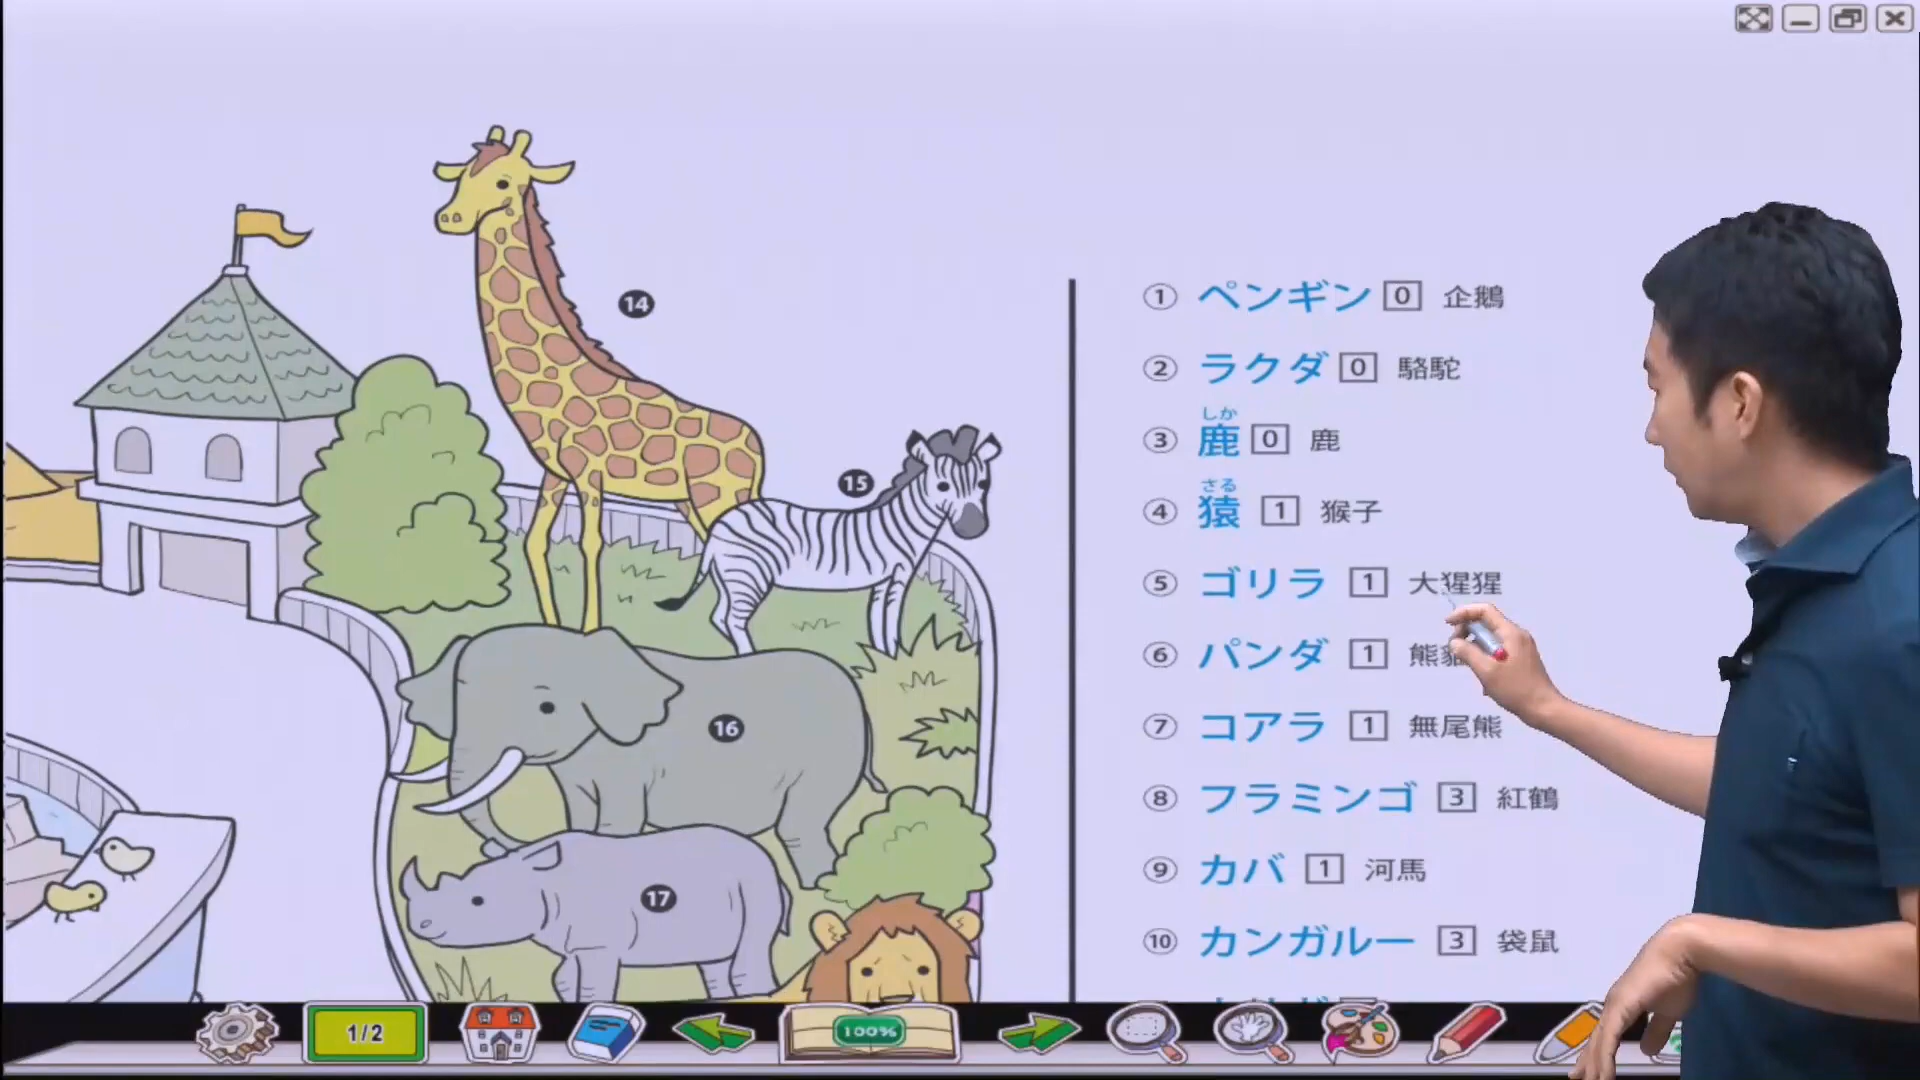 14
15
16
17
① ペンギン 0 企鵝
② ラクダ 0 駱駝
しか
③ 鹿 0 鹿
さる
④ 猿 1 猴子
⑤ ゴリラ 1 大猩猩
⑥ パンダ 1 熊
⑦ コアラ 1 無尾熊
⑧ フラミンゴ 3 紅鶴
⑨ カバ 1 河馬
⑩ カンガルー 3 袋鼠
1/2
100%